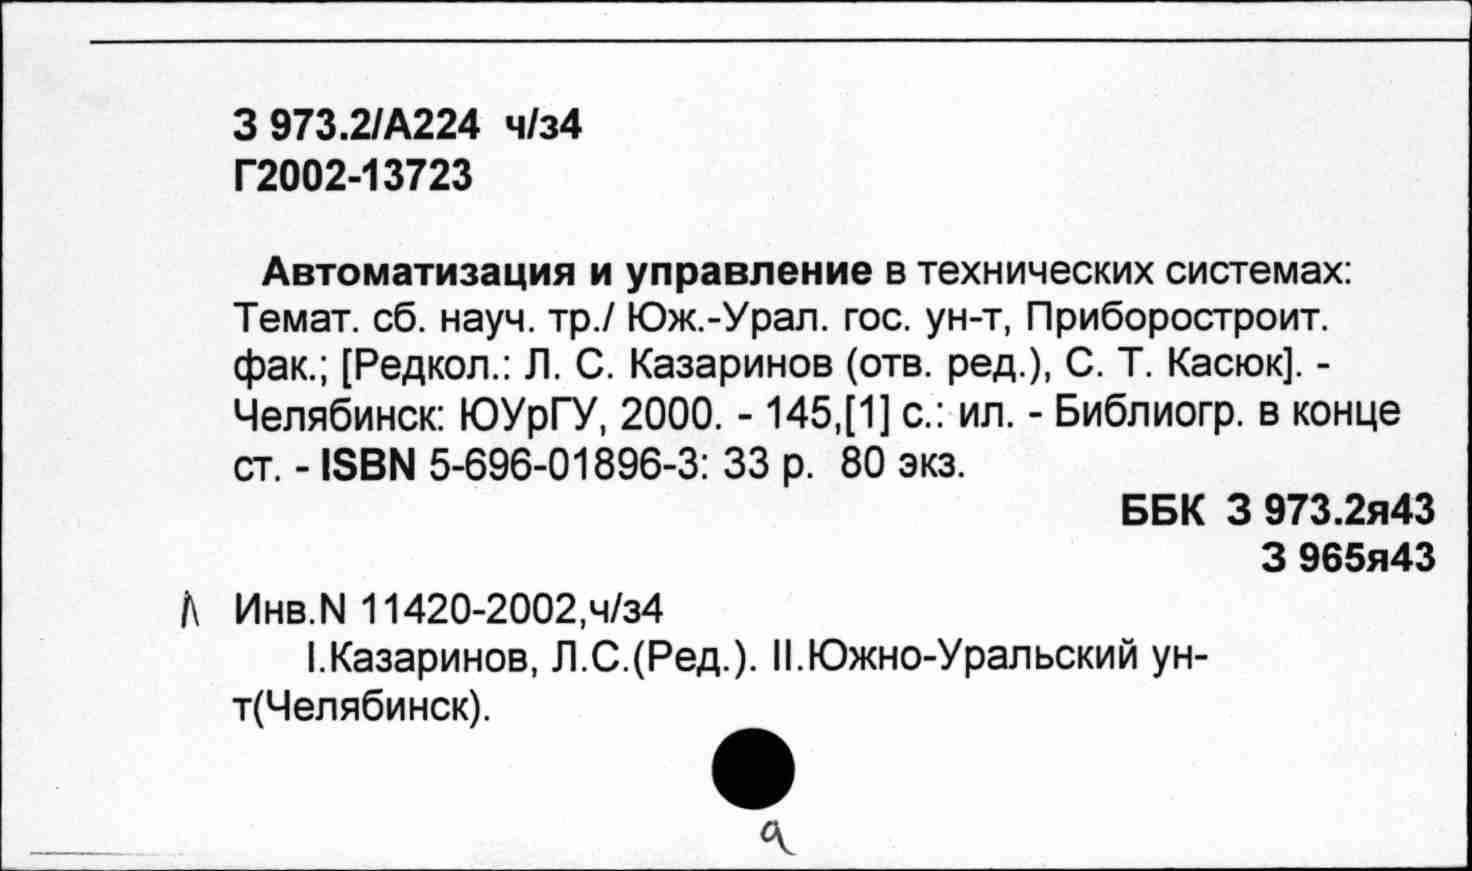 З 973.2/А224 ч/з4
Г2002-13723
Автоматизация и управление в технических системах:
Темат. сб. науч. тр./ Юж.-Урал. гос. ун-т, Приборостроит.
фак.; [Редкол.: Л. С. Казаринов (отв. ред.), С. Т. Касюк]. -
Челябинск: ЮУрГУ, 2000. - 145,[1] с.: ил. - Библиогр. в конце
ст. - ISBN 5-696-01896-3: 33 р. 80 экз.
ББК З 973.2я43
З 965я43
Инв.N 11420-2002,ч/з4
I.Казаринов, Л.С.(Ред.). II.Южно-Уральский ун-
т(Челябинск).